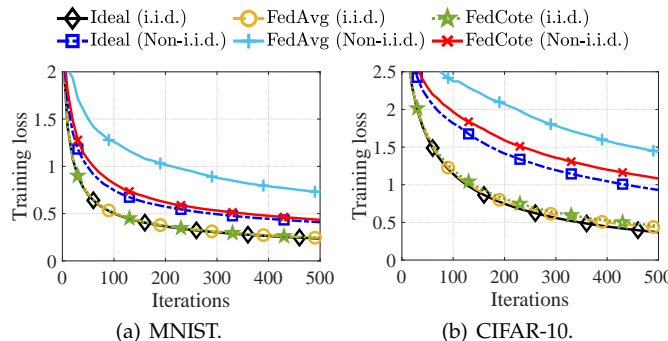 Ideal (i.i.d.) FedAvg (i.i.d.) FedCote (i.i.d.)
Ideal (Non-i.i.d.) FedAvg (Non-i.i.d.) FedCote (Non-i.i.d.)
2
1.5
1
0.5
0
Training loss
0 100 200 300 400 500
Iterations
(a) MNIST.
2.5
2
1.5
1
0.5
0
Training loss
0 100 200 300 400 500
Iterations
(b) CIFAR-10.